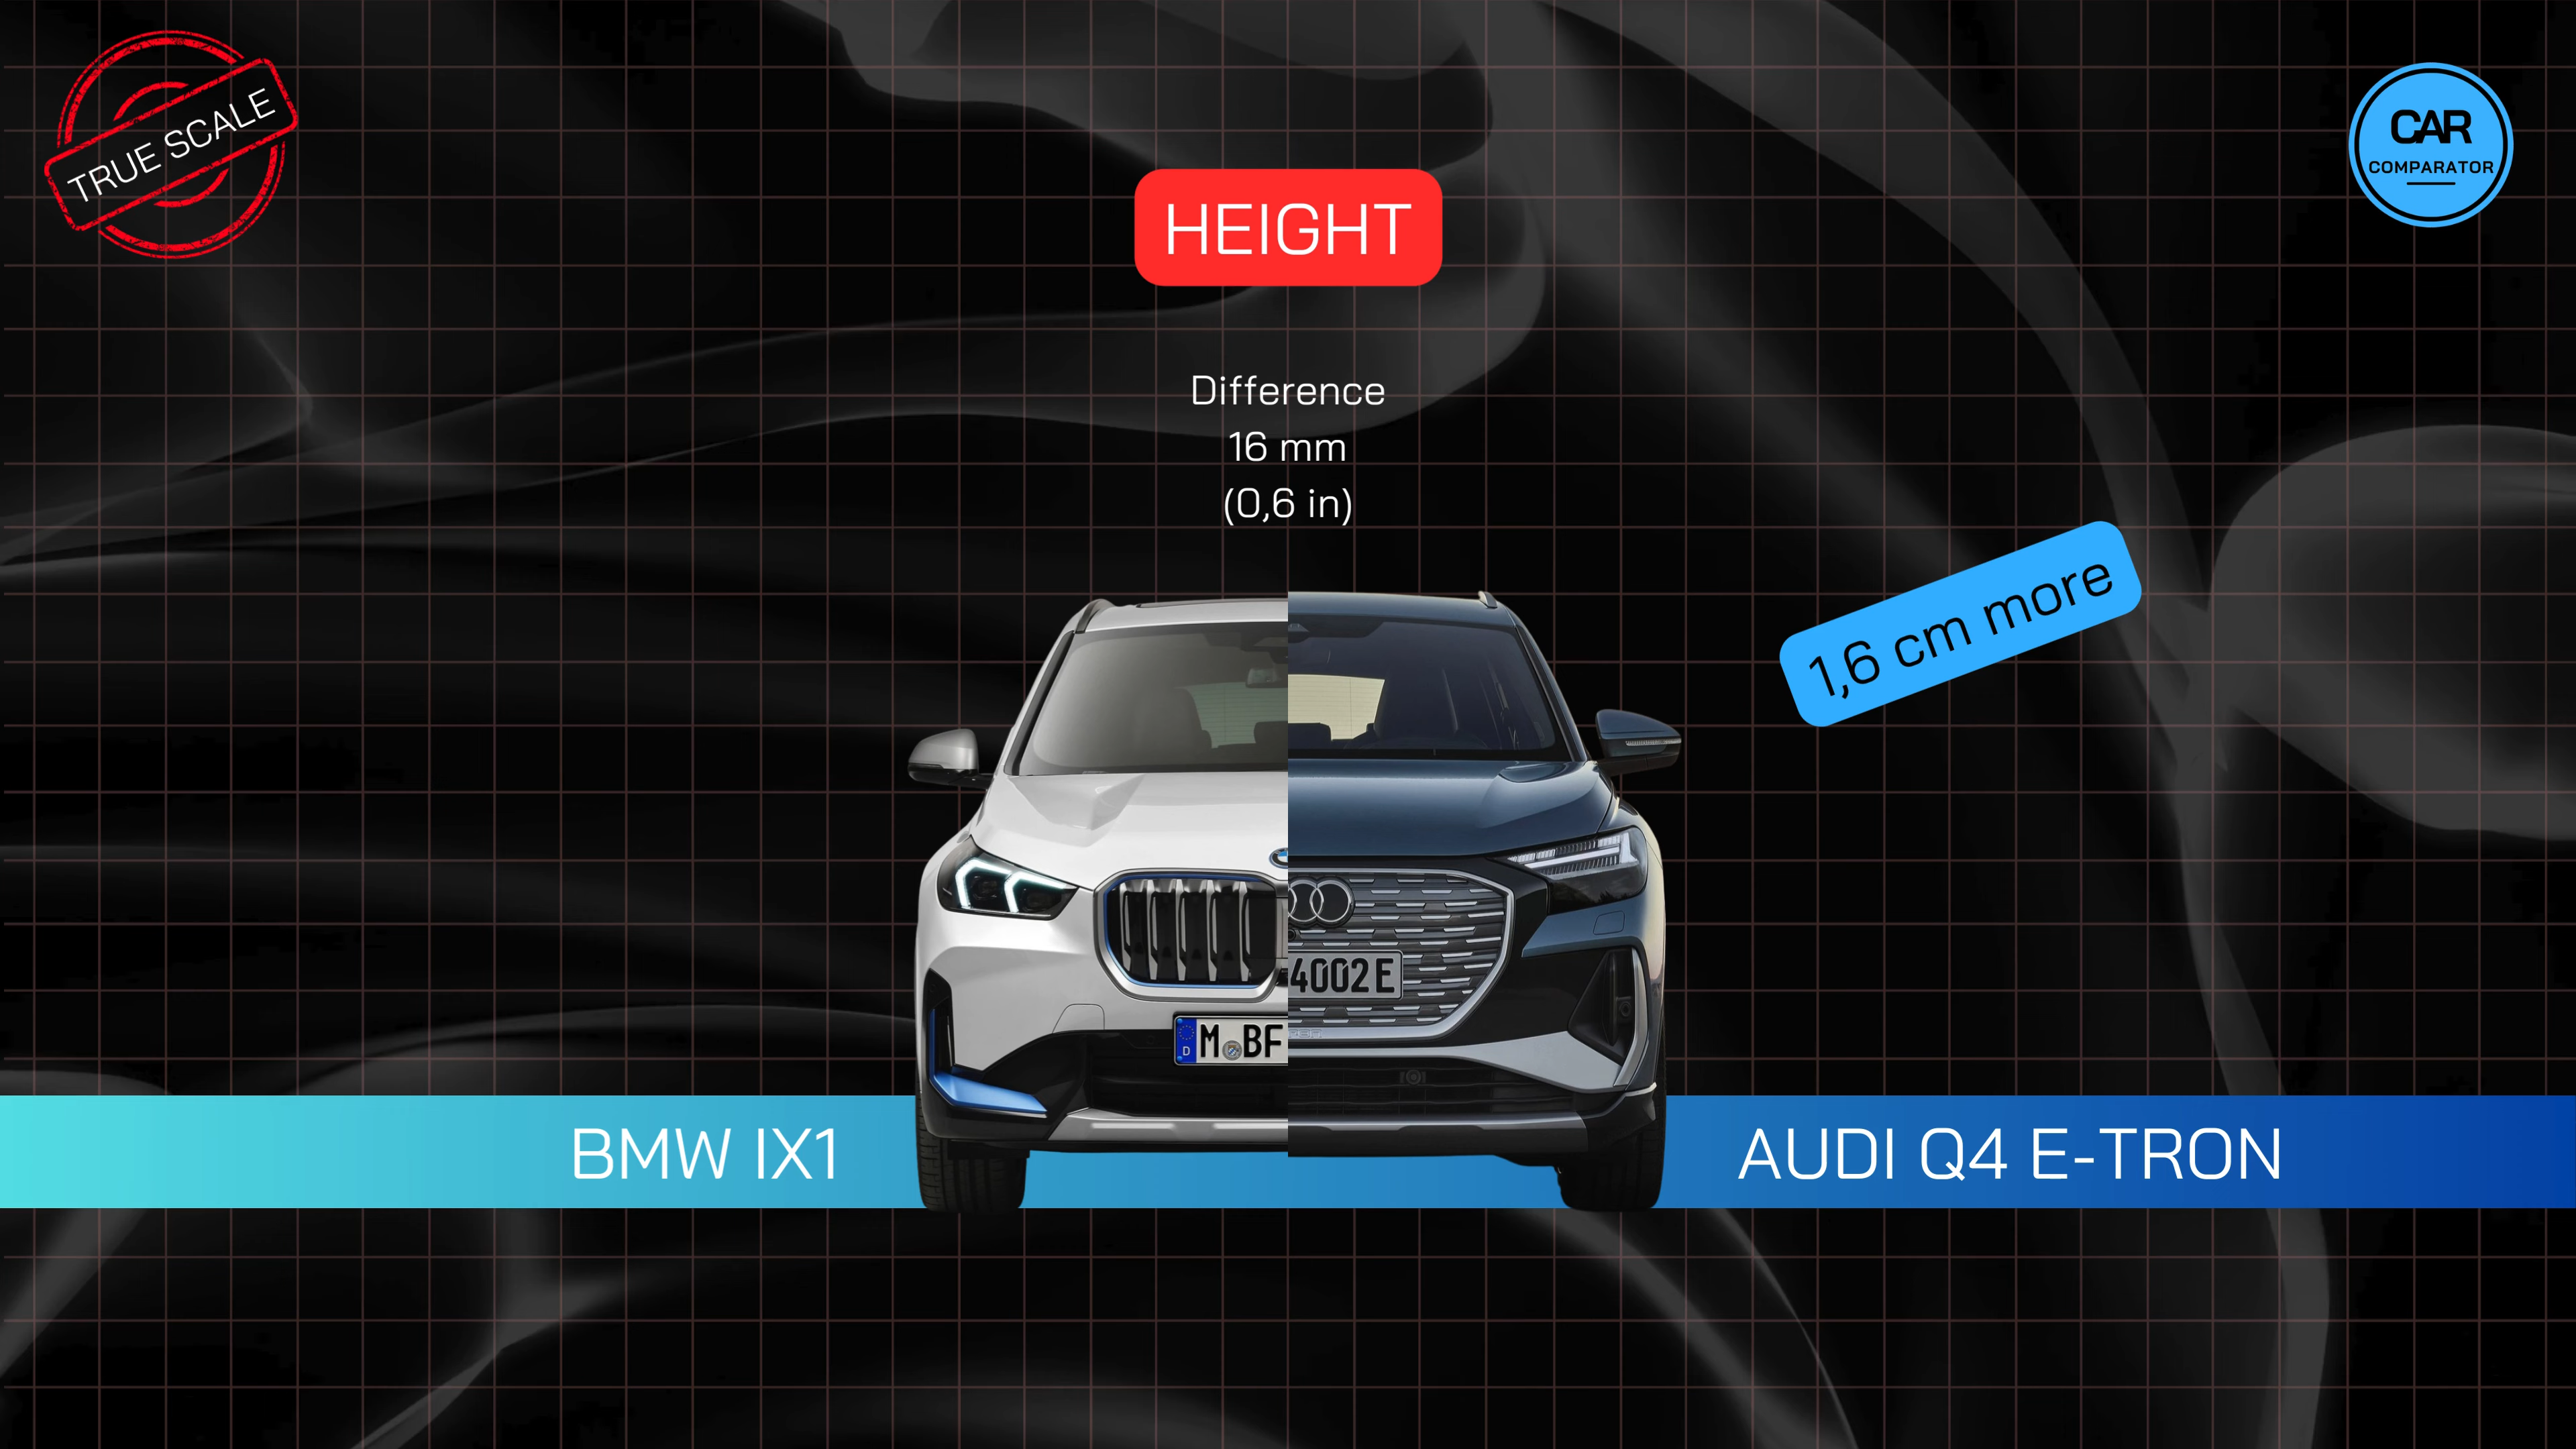 TRUE SCALE
CAR
COMPARATOR
HEIGHT
Difference
16 mm
(0,6 in)
1,6 cm more
4002 E
D M BF
BMW IX1
AUDI Q4 E-TRON